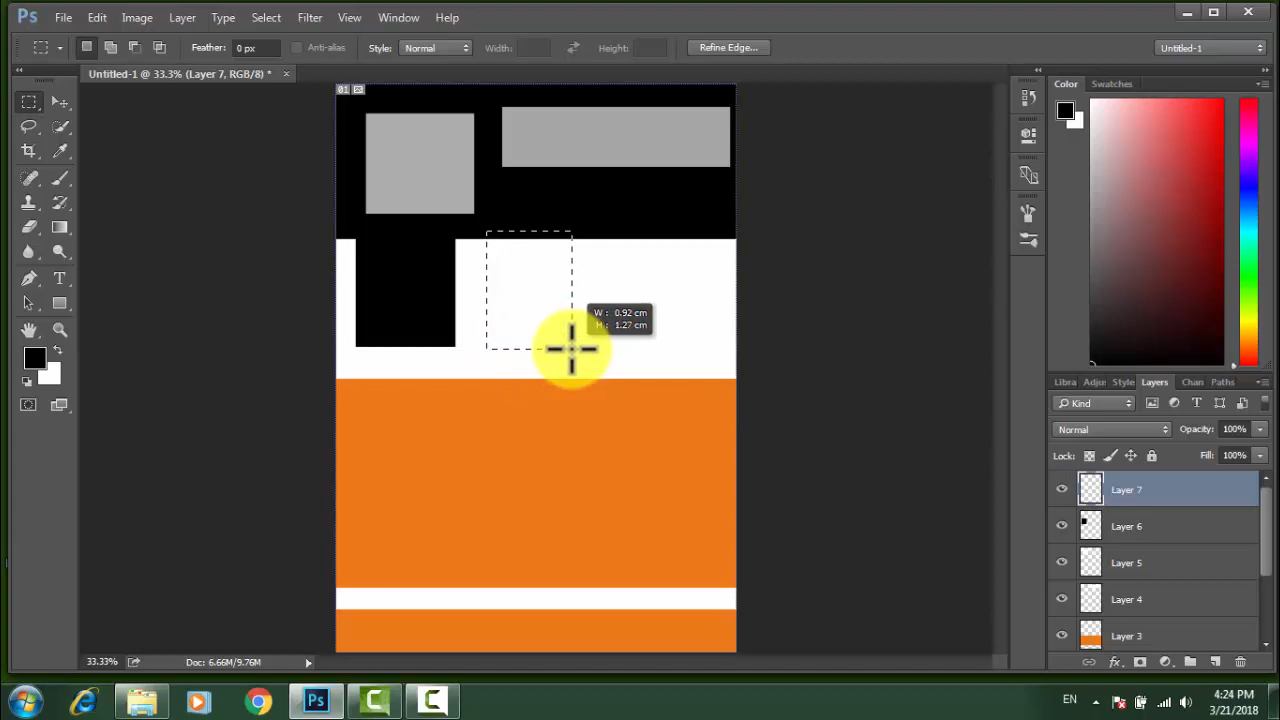 Ps File Edit Image Layer Type Select Filter View Window Help
Feather: 0 px Anti-alias Style: Normal Width: Height: Refine Edge... Untitled-1
Untitled-1 @ 33.3% (Layer 7, RGB/8) *
01
Color Swatches
W : 0.92 cm
H : 1.27 cm
Libra Adju Style Layers Chan Paths
Kind
Normal Opacity: 100%
Lock: Fill: 100%
Layer 7
Layer 6
Layer 5
Layer 4
Layer 3
33.33% Doc: 6.66M/9.76M
Ps EN 4:24 PM
3/21/2018